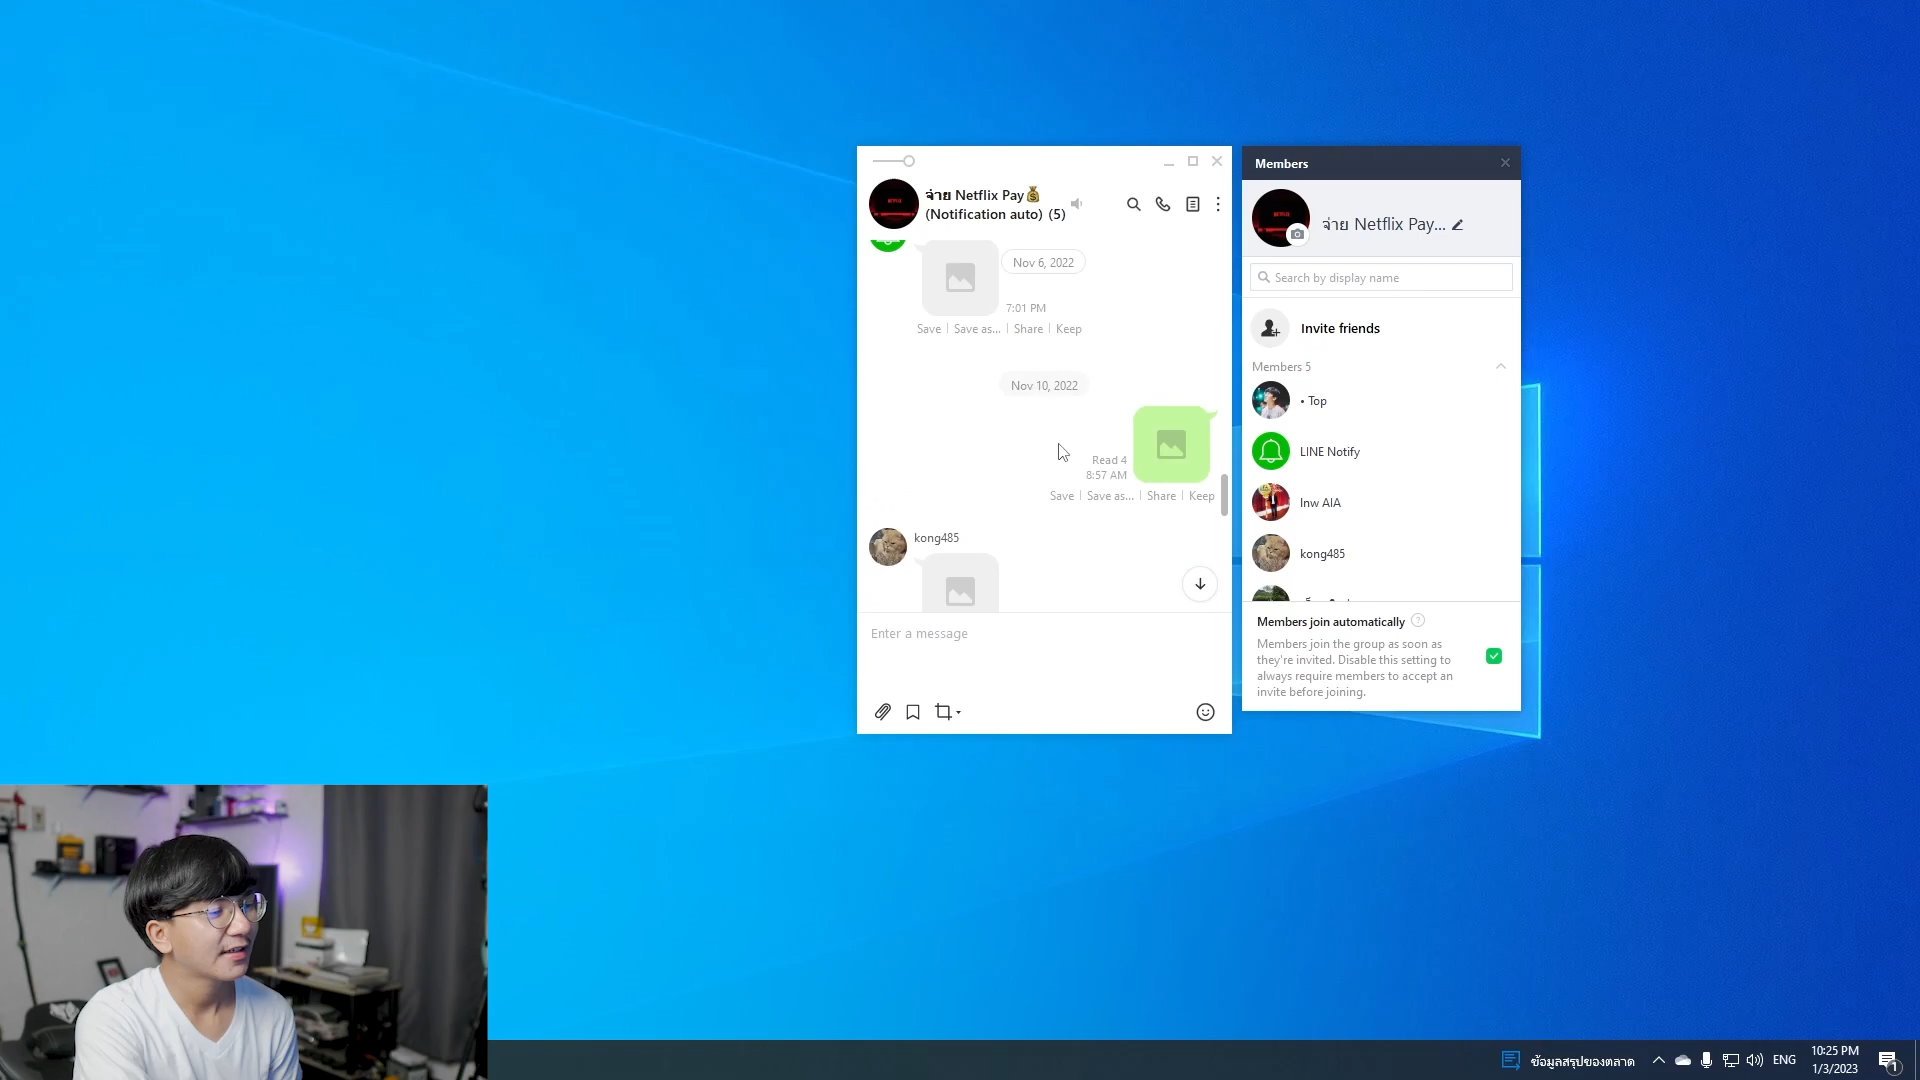 จ่าย Netflix Pay💰
(Notification auto) (5)
NETFLIX
Nov 6, 2022
7:01 PM
Save | Save as... | Share | Keep
Nov 10, 2022
Read 4
8:57 AM
Save | Save as... | Share | Keep
kong485
Enter a message
Members
NETFLIX
จ่าย Netflix Pay...
Search by display name
Invite friends
Members 5
• Top
LINE Notify
lnw AIA
kong485
Members join automatically ?
Members join the group as soon as
they're invited. Disable this setting to
always require members to accept an
invite before joining.
ข้อมูลสรุปของตลาด
ENG
10:25 PM
1/3/2023
1